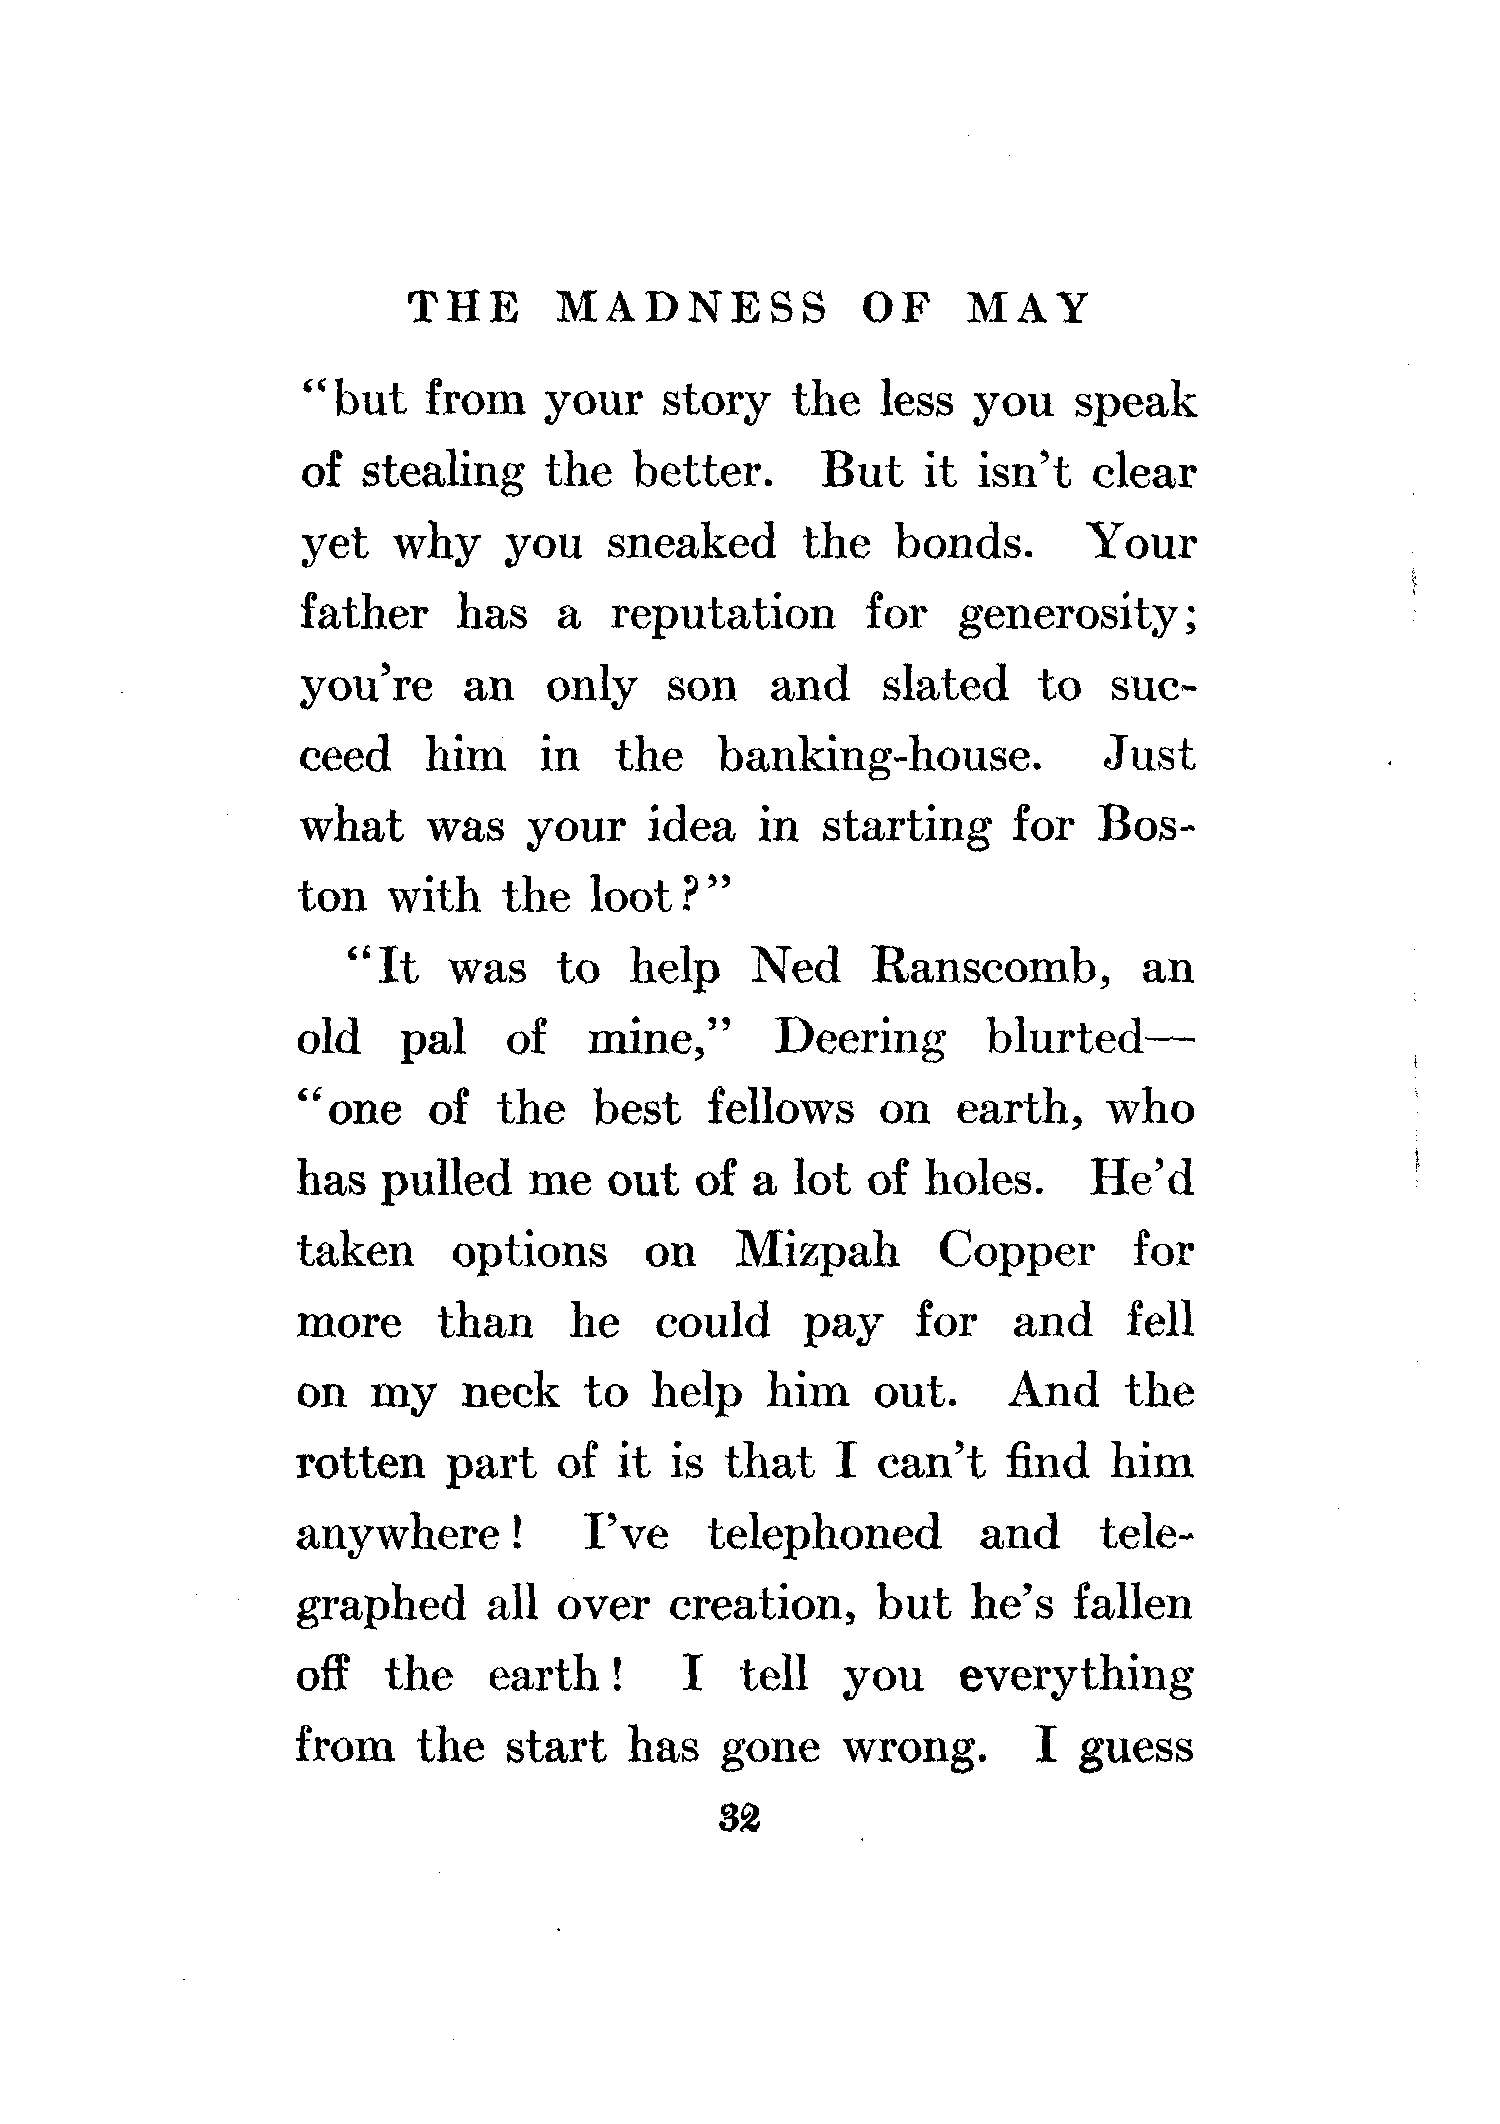 THE MADNESS OF MAY
“but from your story the less you speak
of stealing the better. But it isn’t clear
yet why you sneaked the bonds. Your
father has a reputation for generosity;
you’re an only son and slated to suc-
ceed him in the banking-house. Just
what was your idea in starting for Bos-
ton with the loot?”
“It was to help Ned Ranscomb, an
old pal of mine,” Deering blurted—
“one of the best fellows on earth, who
has pulled me out of a lot of holes. He’d
taken options on Mizpah Copper for
more than he could pay for and fell
on my neck to help him out. And the
rotten part of it is that I can’t find him
anywhere! I’ve telephoned and tele-
graphed all over creation, but he’s fallen
off the earth! I tell you everything
from the start has gone wrong. I guess
32